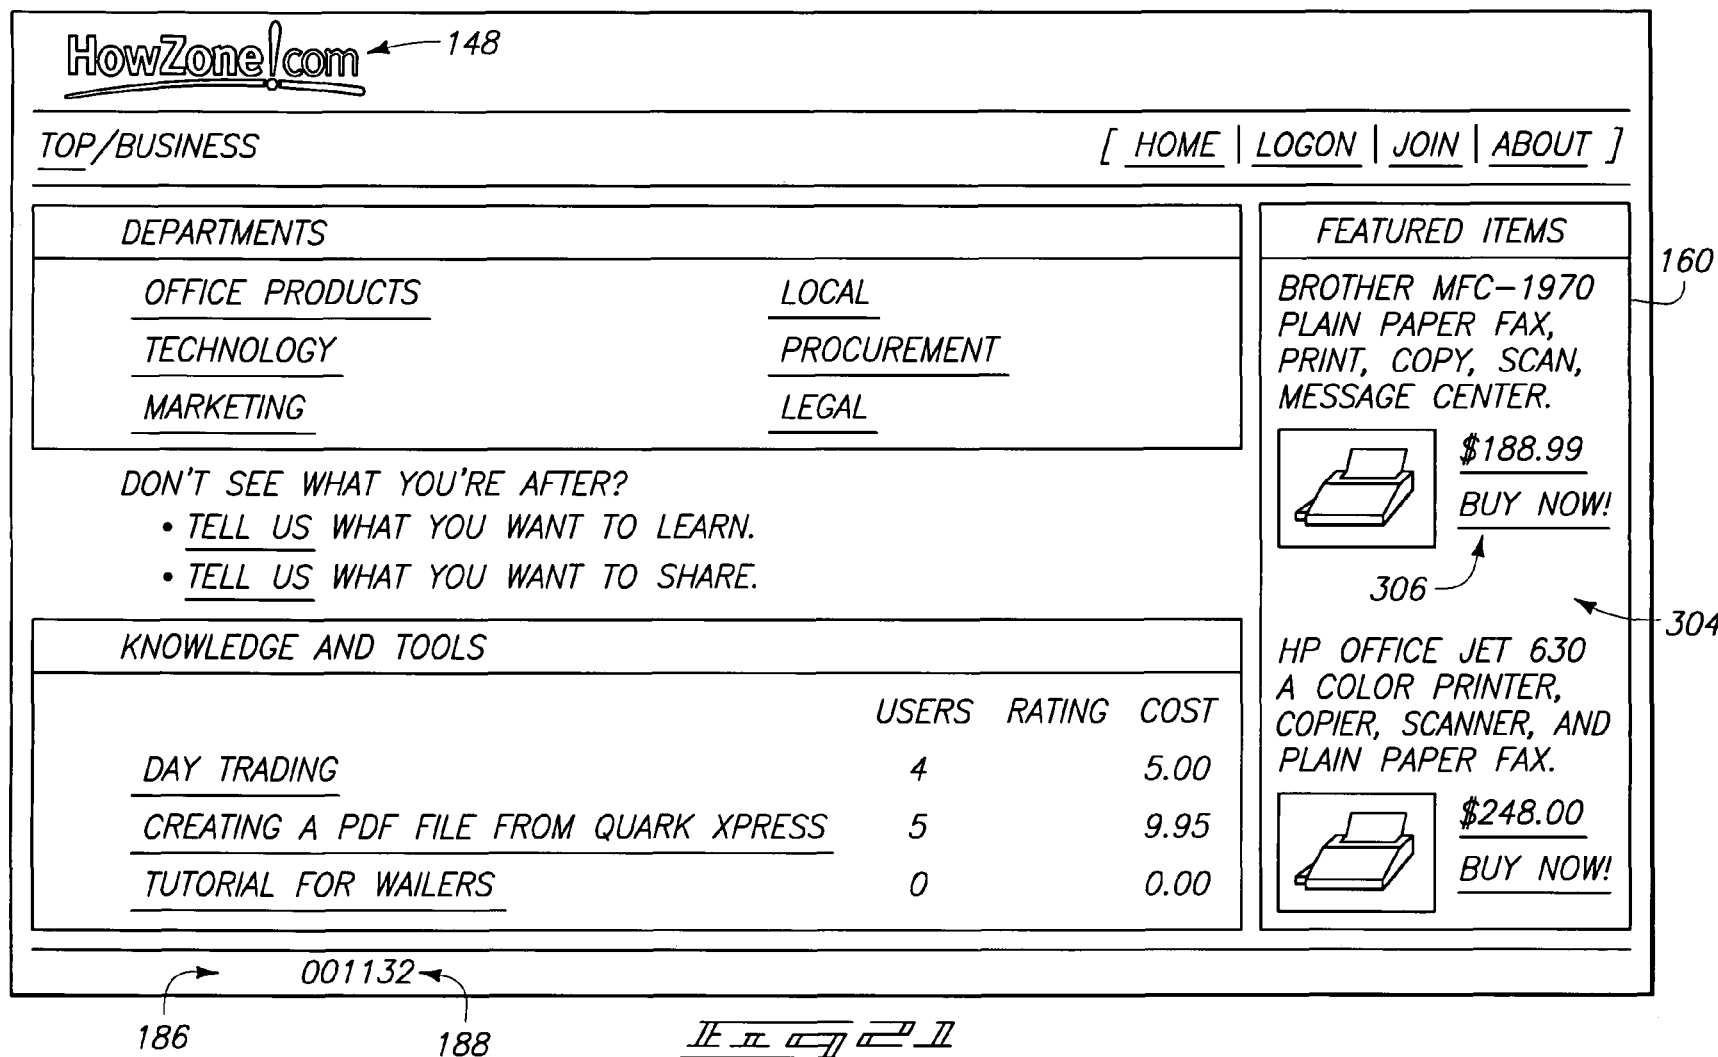 HowZone!com
148
TOP/BUSINESS
[ HOME | LOGON | JOIN | ABOUT ]
DEPARTMENTS
OFFICE PRODUCTS LOCAL
TECHNOLOGY PROCUREMENT
MARKETING LEGAL
DON'T SEE WHAT YOU'RE AFTER?
• TELL US WHAT YOU WANT TO LEARN.
• TELL US WHAT YOU WANT TO SHARE.
KNOWLEDGE AND TOOLS
USERS RATING COST
DAY TRADING 4 5.00
CREATING A PDF FILE FROM QUARK XPRESS 5 9.95
TUTORIAL FOR WAILERS 0 0.00
FEATURED ITEMS
160
BROTHER MFC-1970
PLAIN PAPER FAX,
PRINT, COPY, SCAN,
MESSAGE CENTER.
$188.99
BUY NOW!
306
304
HP OFFICE JET 630
A COLOR PRINTER,
COPIER, SCANNER, AND
PLAIN PAPER FAX.
$248.00
BUY NOW!
001132
186
188
Fig 21